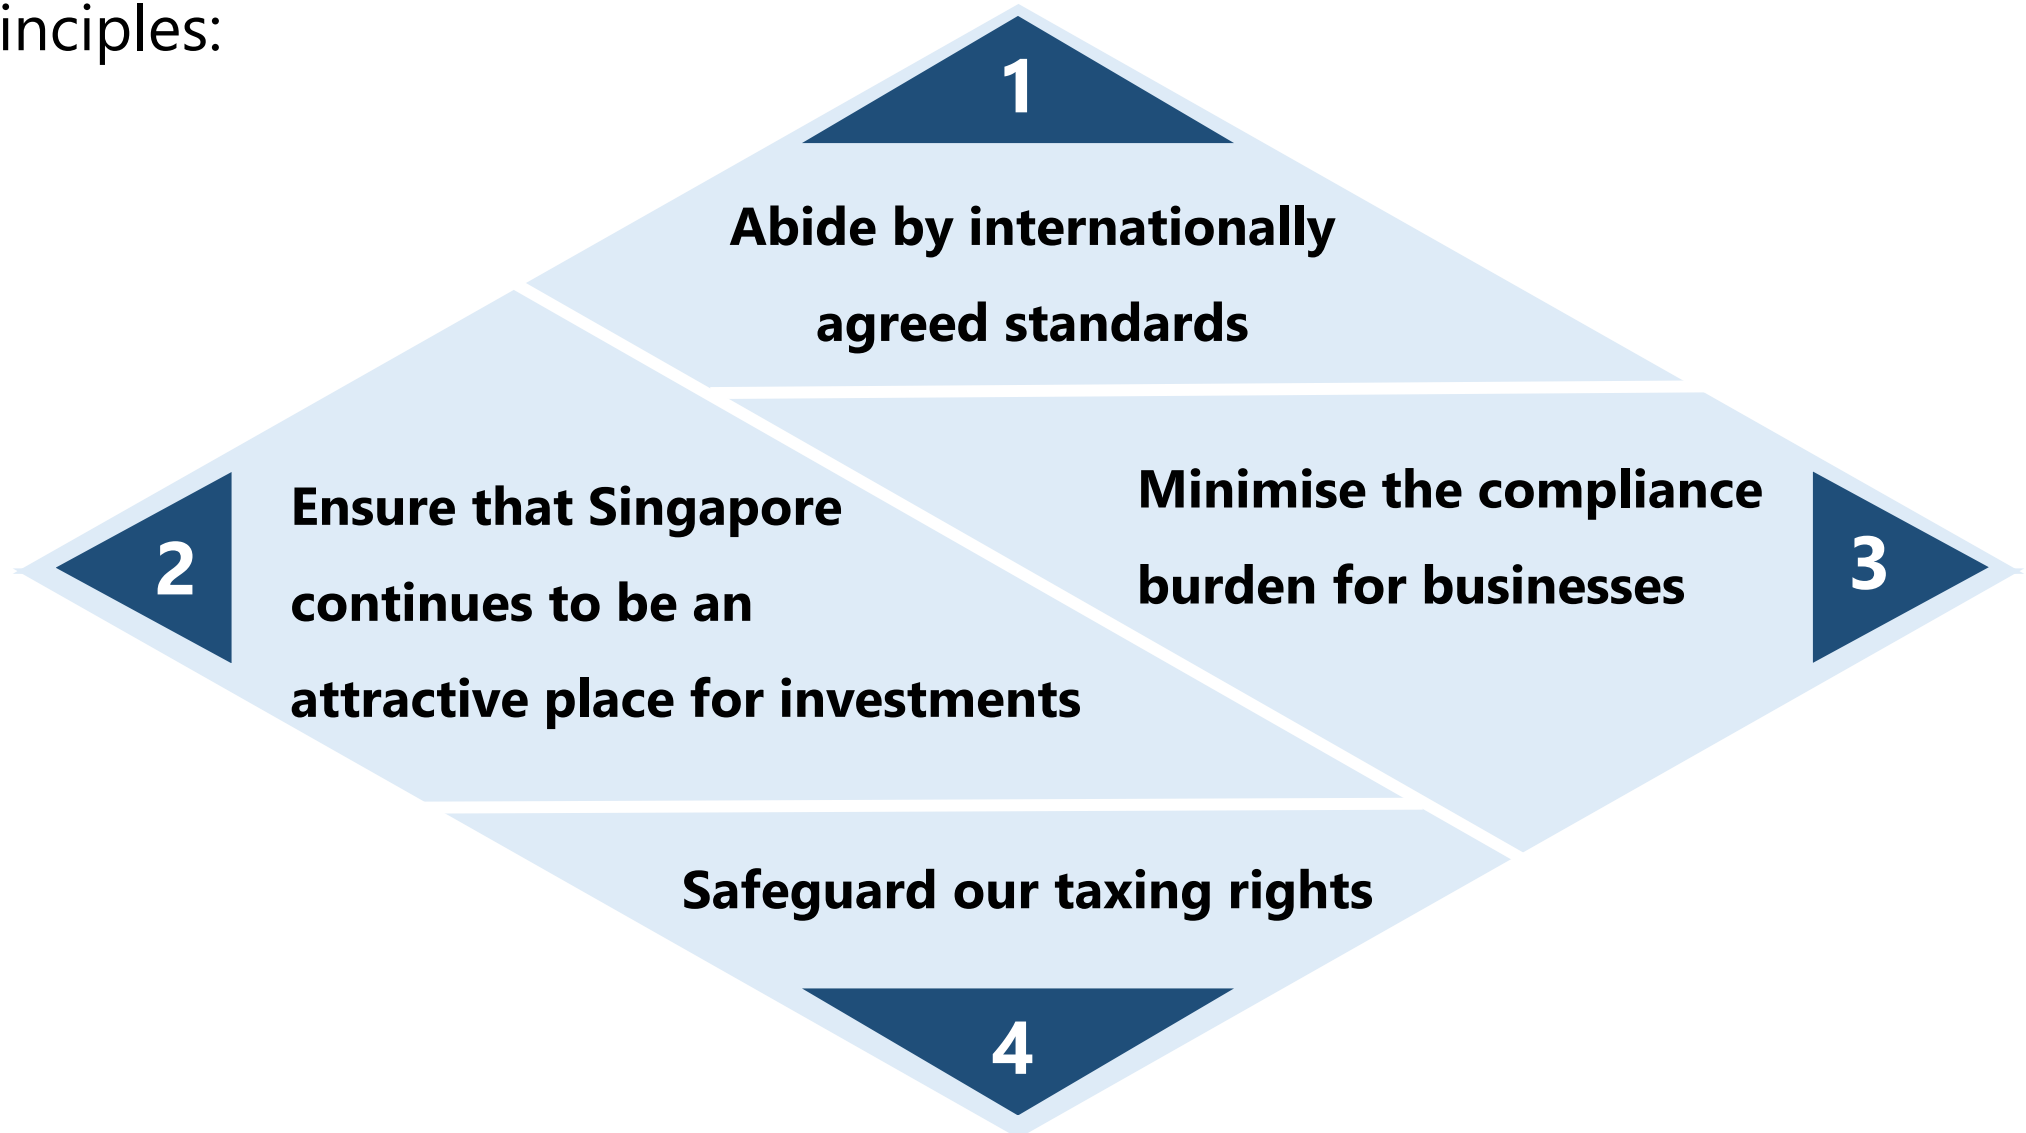 inciples:
1
Abide by internationally
agreed standards
2
Ensure that Singapore
continues to be an
attractive place for investments
Minimise the compliance
burden for businesses
3
Safeguard our taxing rights
4